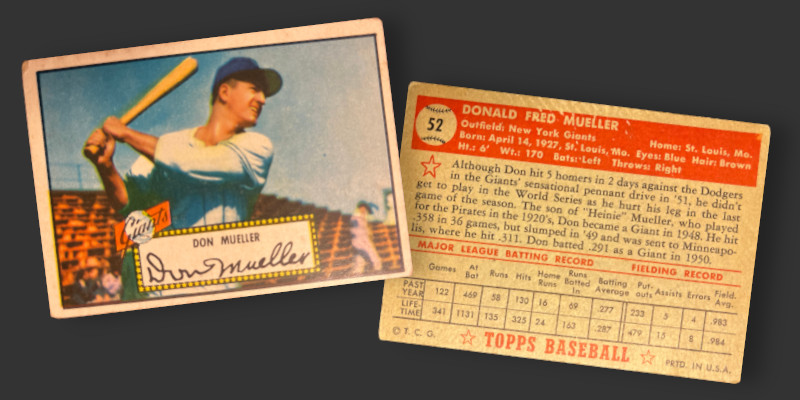 Giants
DON MUELLER
Don Mueller
52
DONALD FRED MUELLER
Outfield: New York Giants Home: St. Louis, Mo.
Born: April 14, 1927, St. Louis, Mo. Eyes: Blue Hair: Brown
Ht.: 6' Wt.: 170 Bats: Left Throws: Right
Although Don hit 5 homers in 2 days against the Dodgers
in the Giants' sensational pennant drive in '51, he didn't
get to play in the World Series as he hurt his leg in the last
game of the season. The son of "Heinie" Mueller, who played
for the Pirates in the 1920's, Don became a Giant in 1948. He hit
.358 in 36 games, but slumped in '49 and was sent to Minneapo-
lis, where he hit .311. Don batted .291 as a Giant in 1950.
MAJOR LEAGUE BATTING RECORD FIELDING RECORD
Games At Bat Runs Hits Home Runs Runs Batted In Batting Average Put-outs Assists Errors Field. Avg.
PAST YEAR 122 469 58 130 16 69 .277 233 5 4 .983
LIFE-TIME 341 1131 135 325 24 163 .287 479 15 8 .984
© T. C. G. TOPPS BASEBALL PRTD. IN U.S.A.